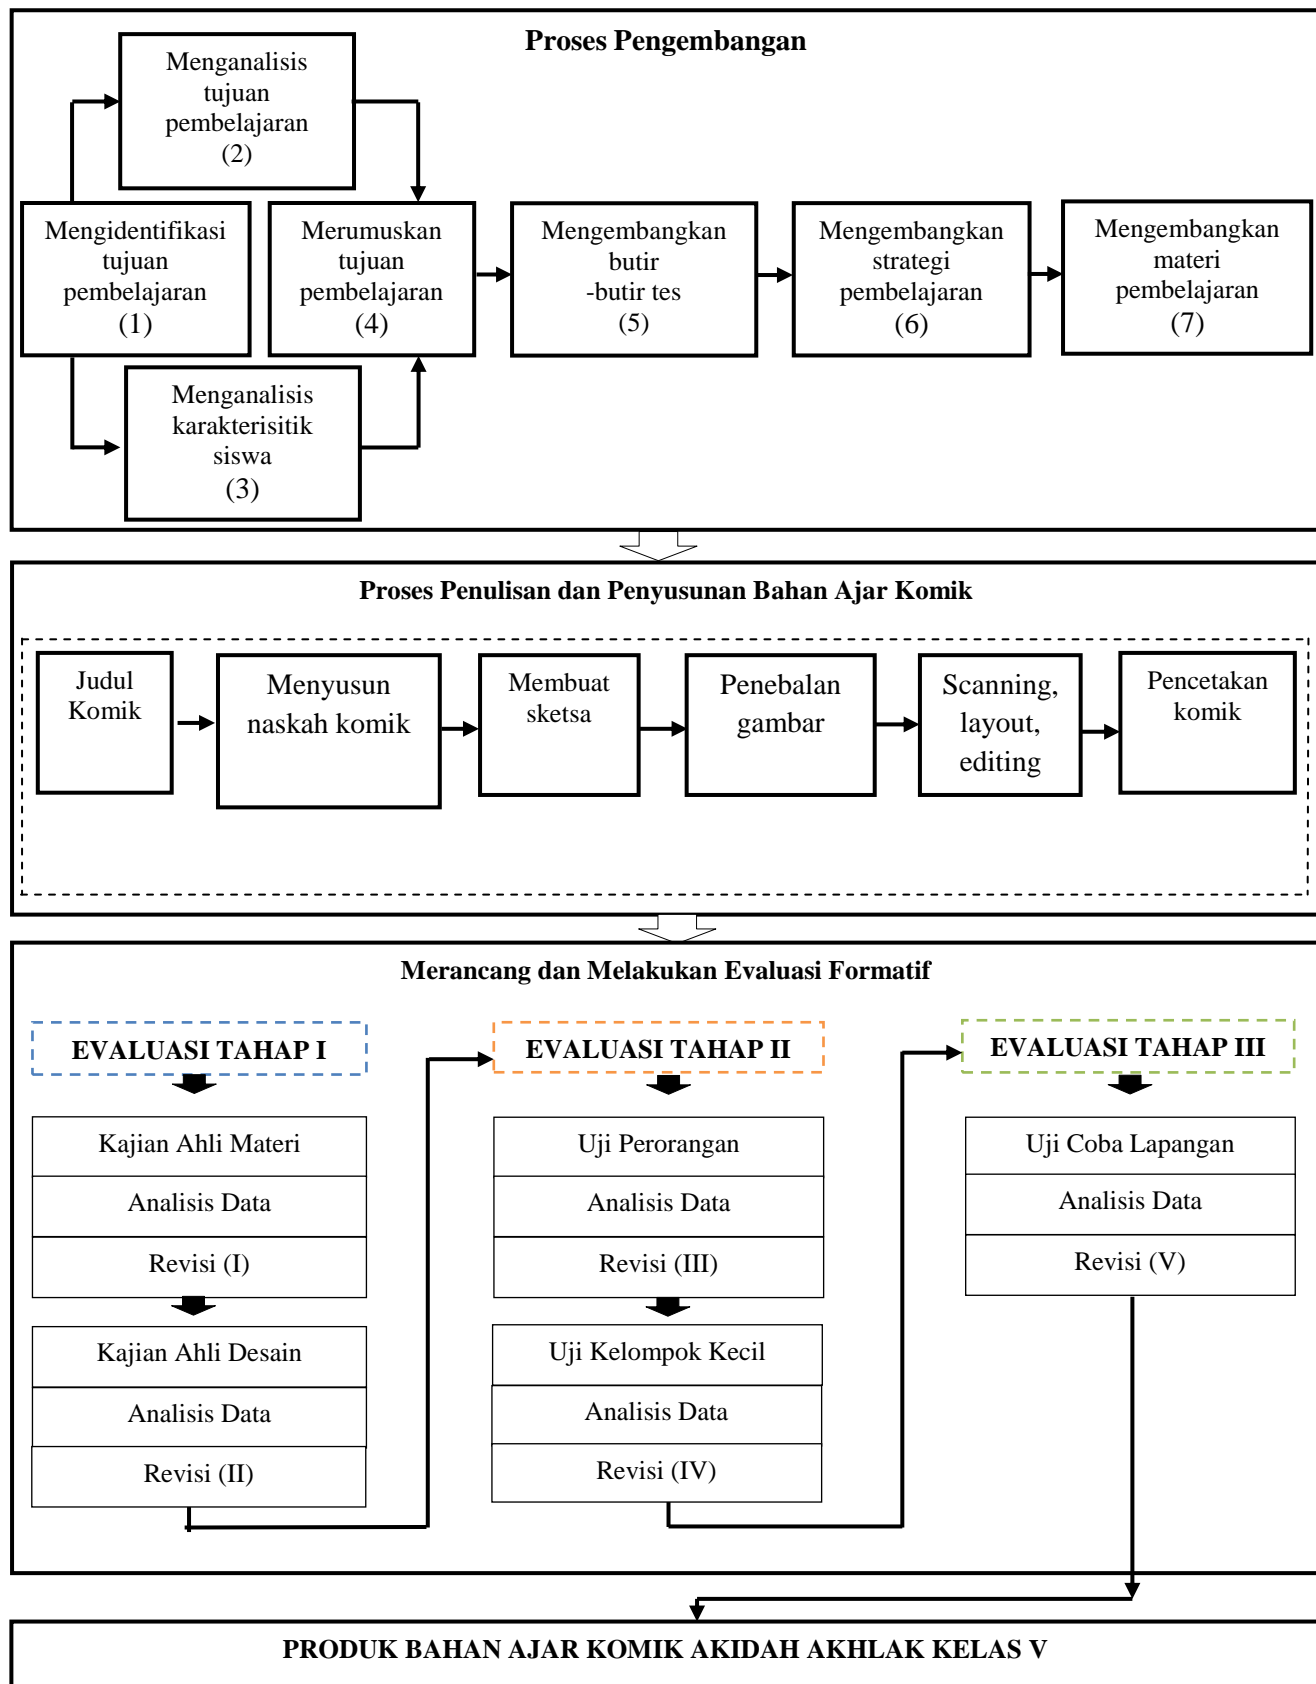 Proses Pengembangan
Menganalisis
tujuan
pembelajaran
(2)
Mengidentifikasi
tujuan
pembelajaran
(1)
Merumuskan
tujuan
pembelajaran
(4)
Mengembangkan
butir
-butir tes
(5)
Mengembangkan
strategi
pembelajaran
(6)
Mengembangkan
materi
pembelajaran
(7)
Menganalisis
karakterisitik
siswa
(3)
Proses Penulisan dan Penyusunan Bahan Ajar Komik
Judul
Komik
Menyusun
naskah komik
Membuat
sketsa
Penebalan
gambar
Scanning,
layout,
editing
Pencetakan
komik
Merancang dan Melakukan Evaluasi Formatif
EVALUASI TAHAP I
Kajian Ahli Materi
Analisis Data
Revisi (I)
Kajian Ahli Desain
Analisis Data
Revisi (II)
EVALUASI TAHAP II
Uji Perorangan
Analisis Data
Revisi (III)
Uji Kelompok Kecil
Analisis Data
Revisi (IV)
EVALUASI TAHAP III
Uji Coba Lapangan
Analisis Data
Revisi (V)
PRODUK BAHAN AJAR KOMIK AKIDAH AKHLAK KELAS V